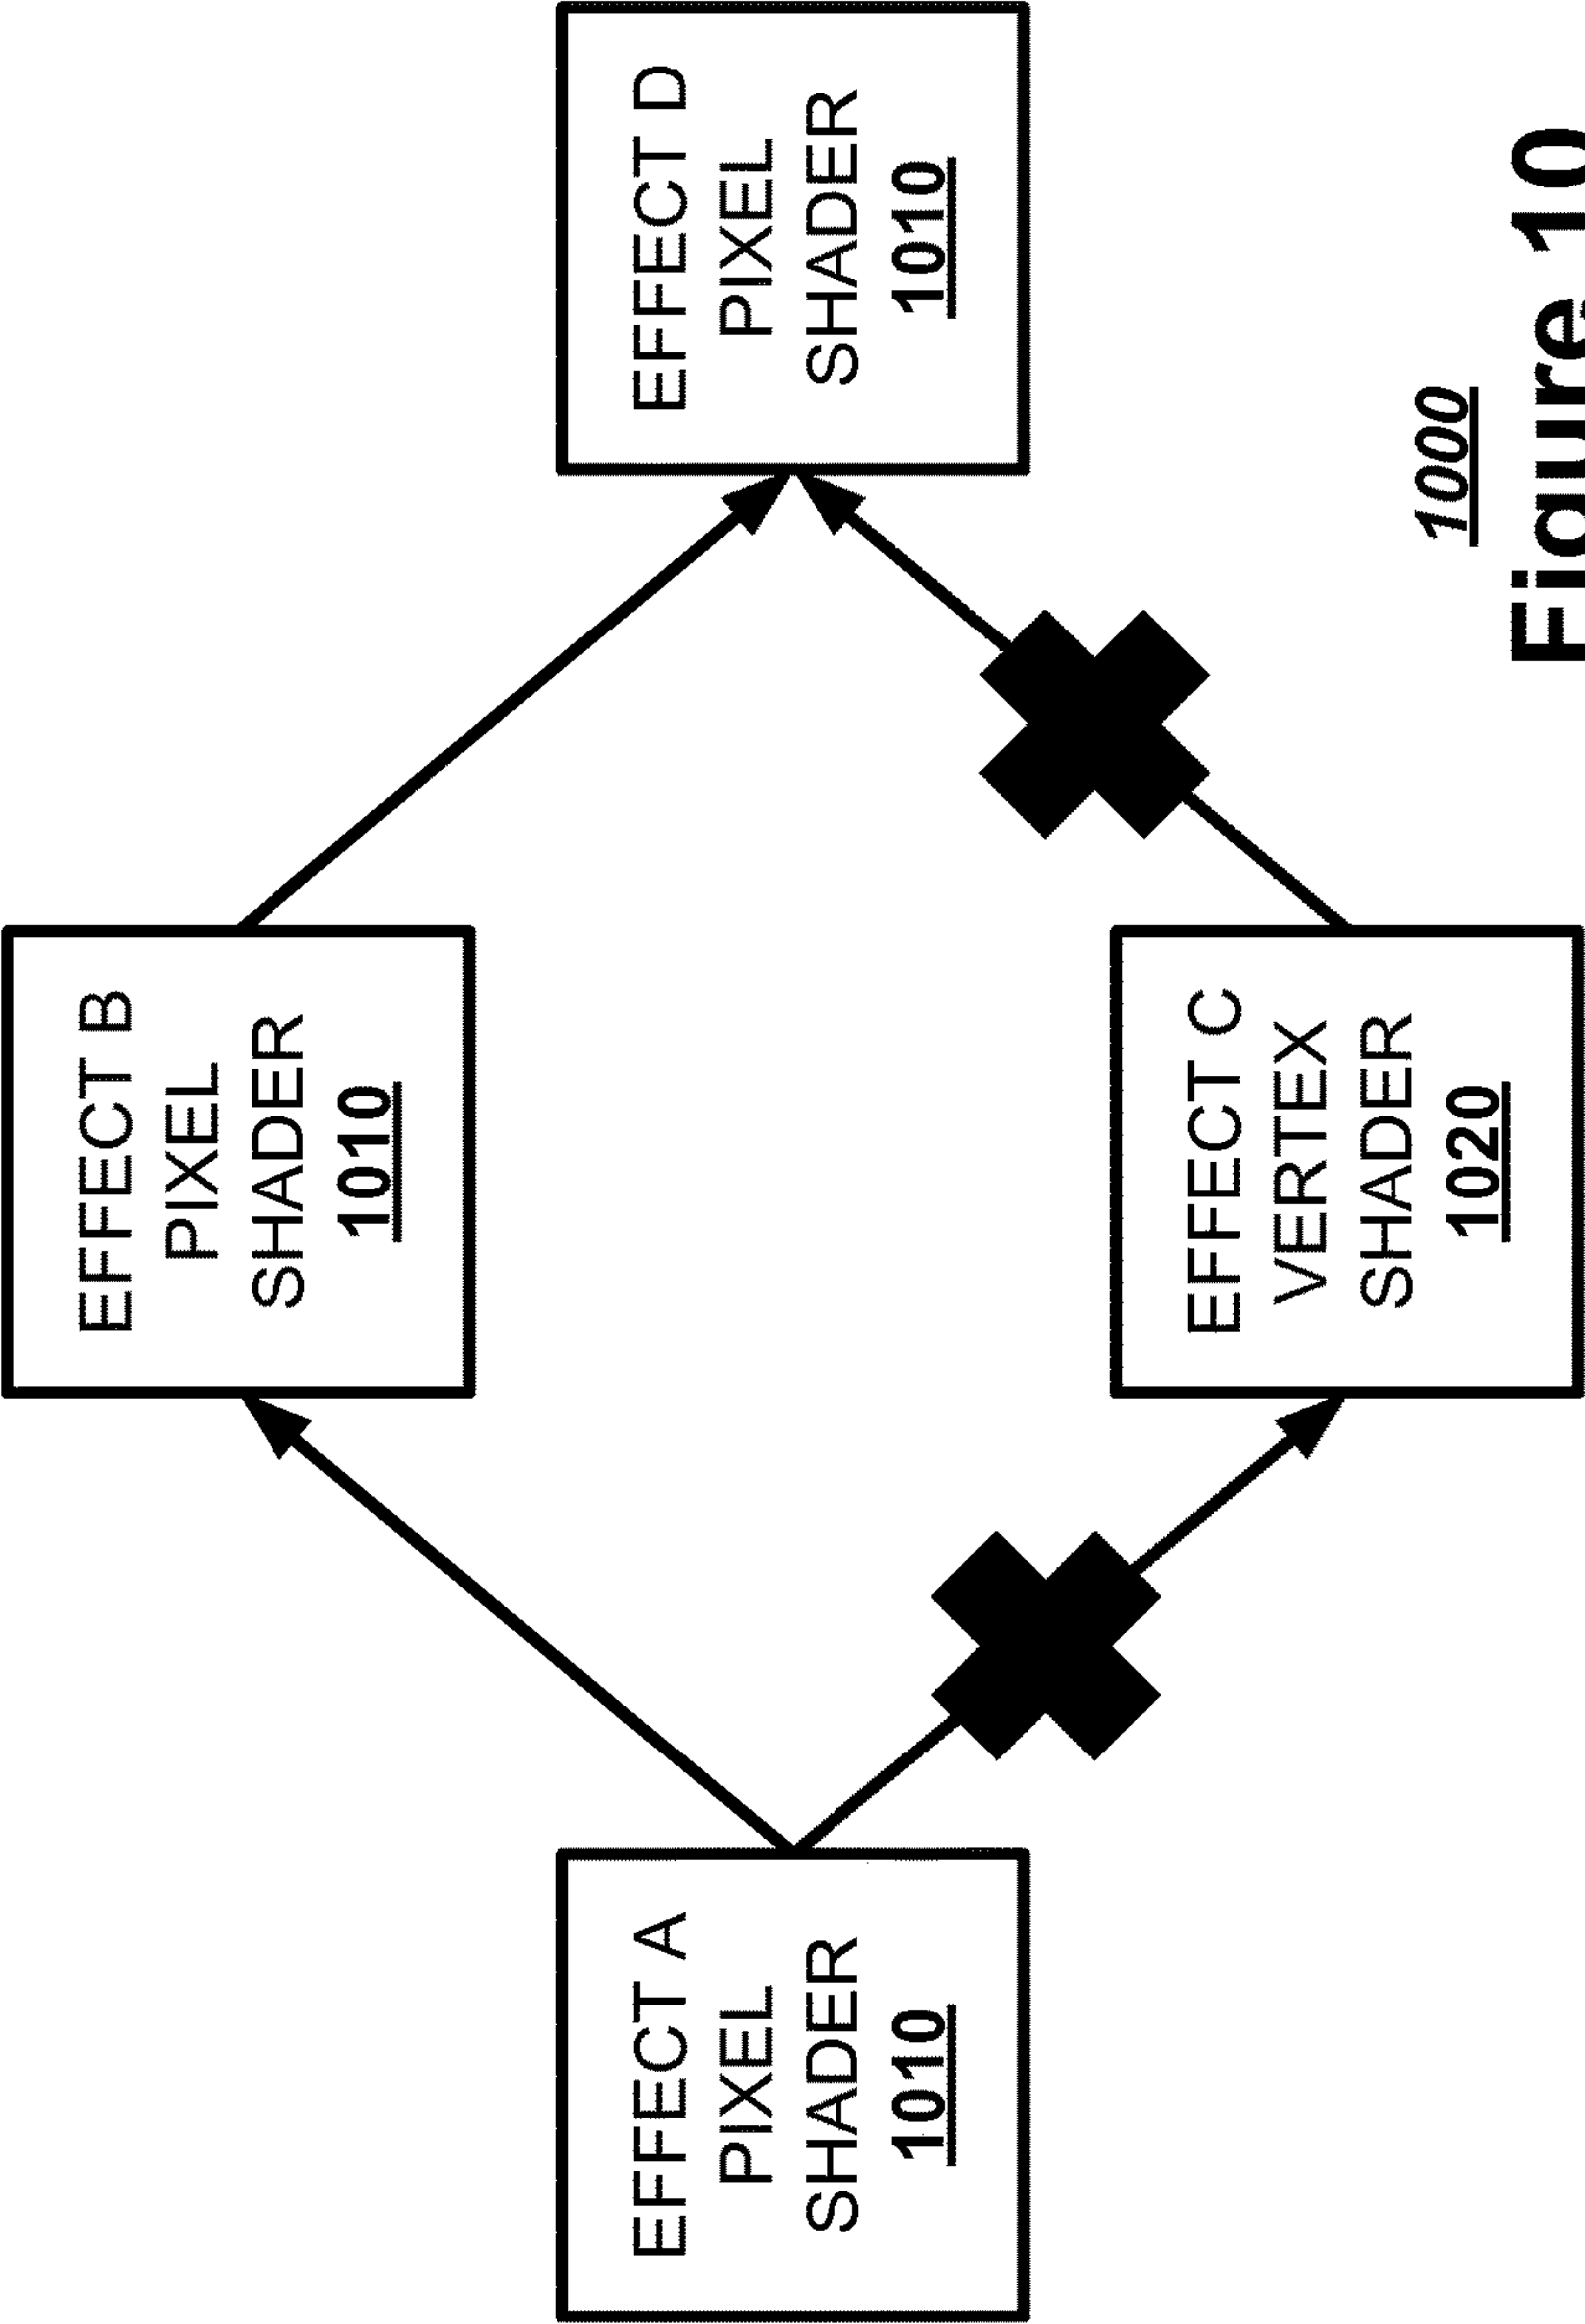 EFFECT A
PIXEL
SHADER
1010
EFFECT B
PIXEL
SHADER
1010
EFFECT C
VERTEX
SHADER
1020
EFFECT D
PIXEL
SHADER
1010
1000
Figure 10